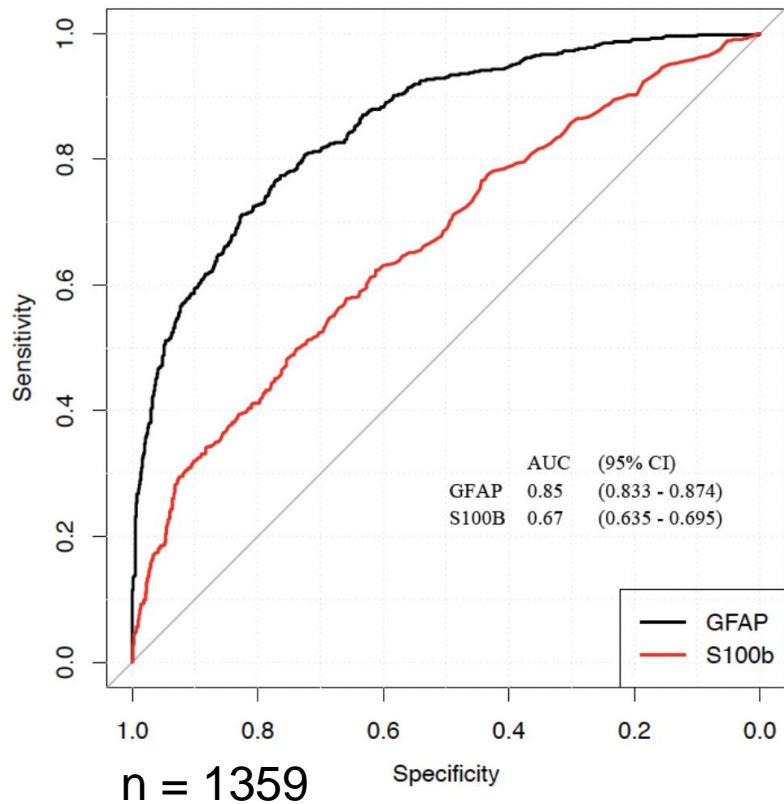 1.0
0.8
0.6
0.4
0.2
0.0
Sensitivity
AUC (95% CI)
GFAP 0.85 (0.833 - 0.874)
S100B 0.67 (0.635 - 0.695)
GFAP
S100b
1.0 0.8 0.6 0.4 0.2 0.0
Specificity
n = 1359